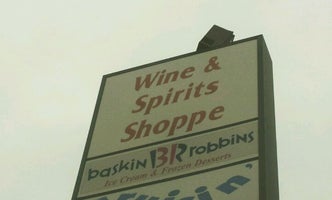 Wine &
Spirits
Shoppe
baskin BR robbins
Ice Cream & Frozen Desserts